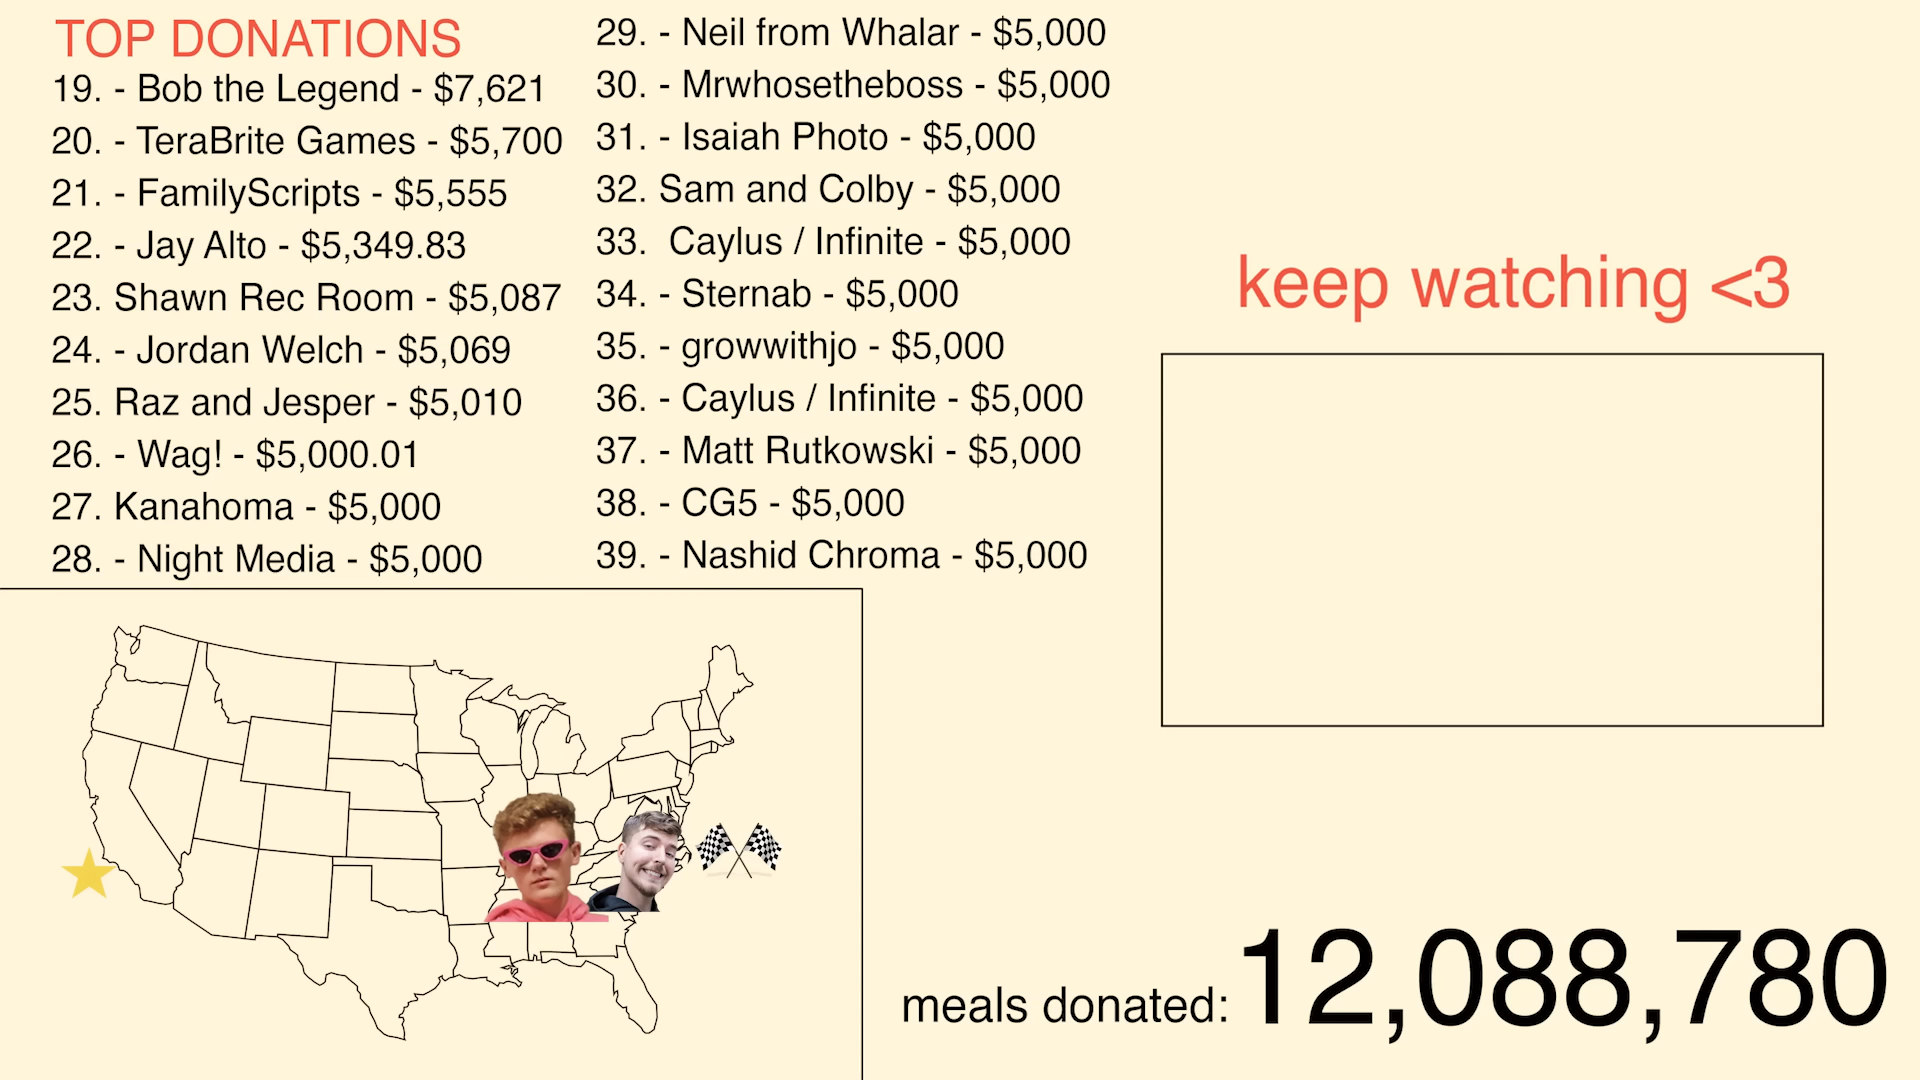 TOP DONATIONS
19. - Bob the Legend - $7,621
20. - TeraBrite Games - $5,700
21. - FamilyScripts - $5,555
22. - Jay Alto - $5,349.83
23. Shawn Rec Room - $5,087
24. - Jordan Welch - $5,069
25. Raz and Jesper - $5,010
26. - Wag! - $5,000.01
27. Kanahoma - $5,000
28. - Night Media - $5,000
29. - Neil from Whalar - $5,000
30. - Mrwhosetheboss - $5,000
31. - Isaiah Photo - $5,000
32. Sam and Colby - $5,000
33.  Caylus / Infinite - $5,000
34. - Sternab - $5,000
35. - growwithjo - $5,000
36. - Caylus / Infinite - $5,000
37. - Matt Rutkowski - $5,000
38. - CG5 - $5,000
39. - Nashid Chroma - $5,000
keep watching <3
meals donated: 12,088,780